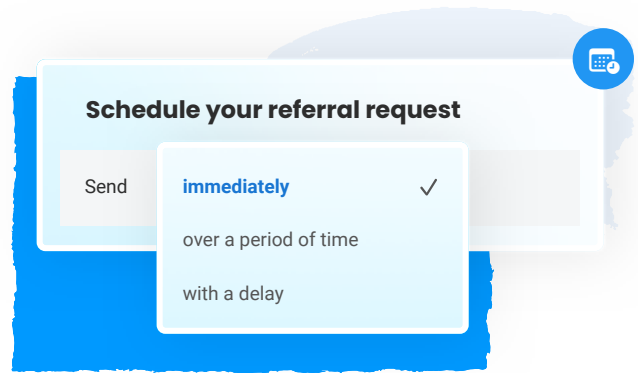 Schedule your referral request
Send
immediately
over a period of time
with a delay